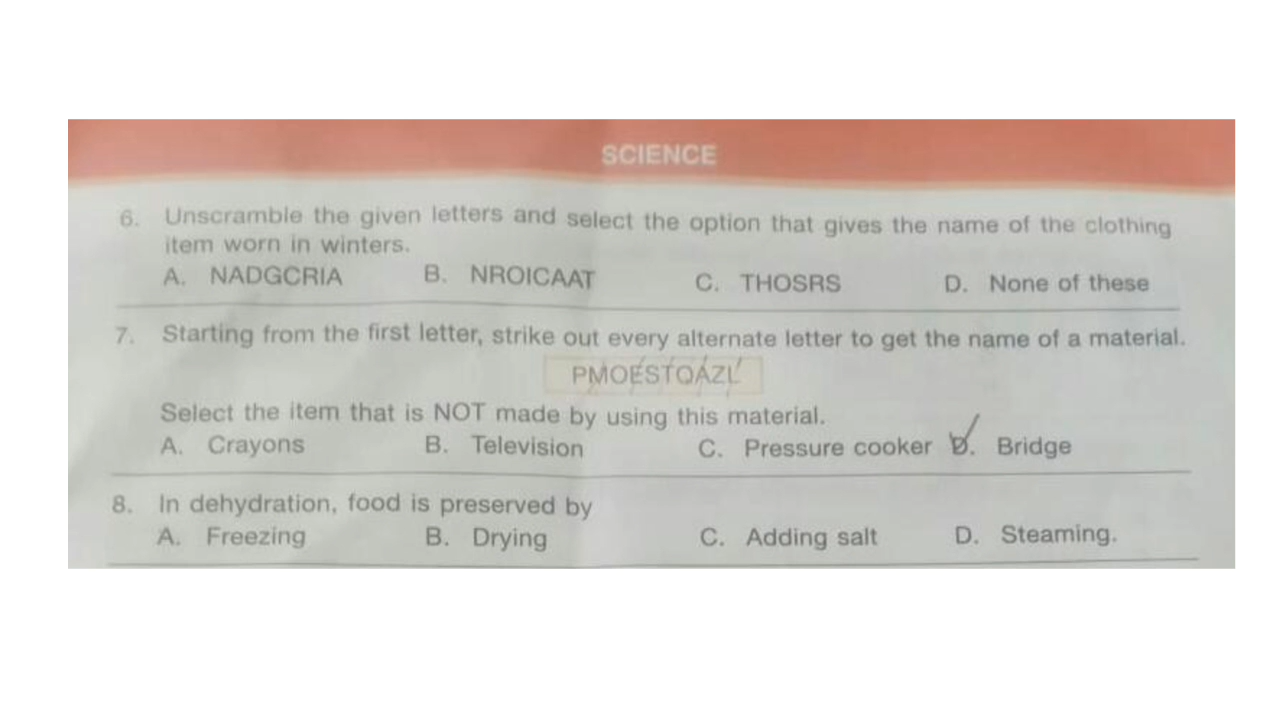 SCIENCE
6. Unscramble the given letters and select the option that gives the name of the clothing
item worn in winters.
A. NADGCRIA B. NROICAAT C. THOSRS D. None of these
7. Starting from the first letter, strike out every alternate letter to get the name of a material.
PMOESTQAZL
Select the item that is NOT made by using this material.
A. Crayons B. Television C. Pressure cooker D. Bridge
8. In dehydration, food is preserved by
A. Freezing B. Drying C. Adding salt D. Steaming.